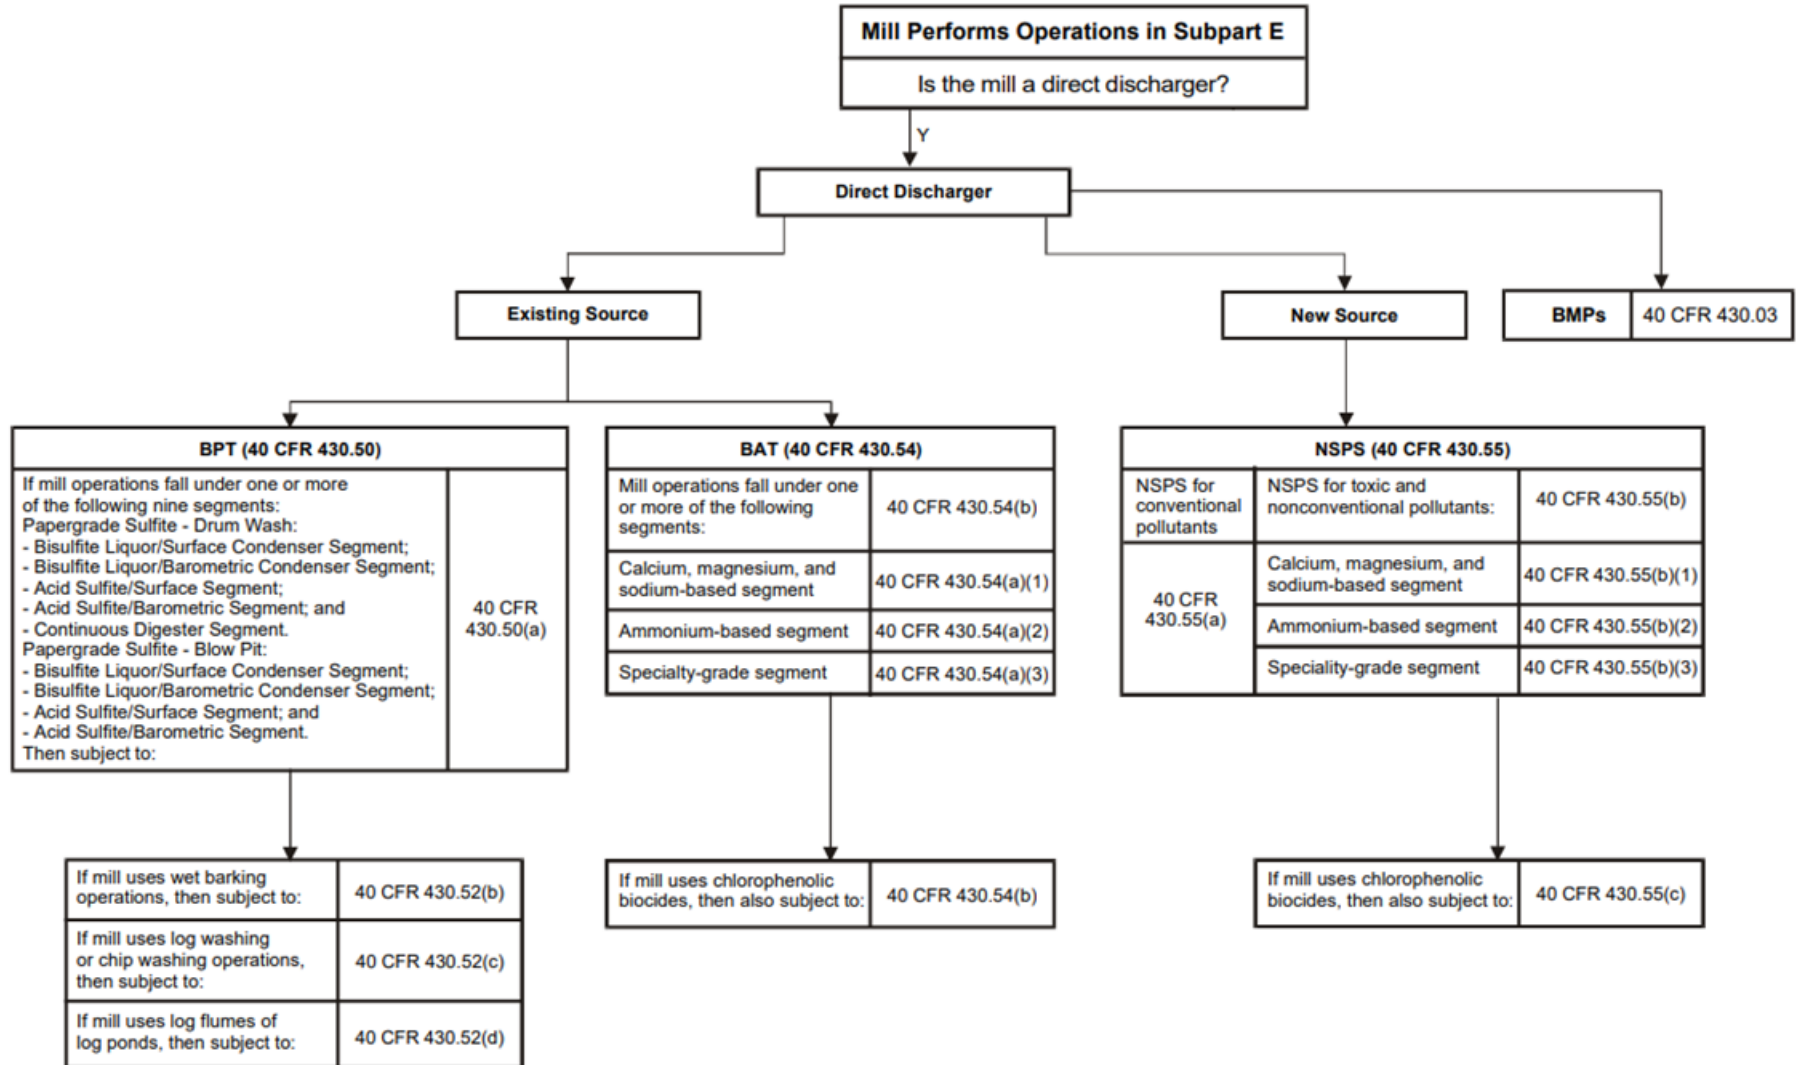 Mill Performs Operations in Subpart E
Is the mill a direct discharger?
Y
Direct Discharger
Existing Source
New Source
BMPs
40 CFR 430.03
BPT (40 CFR 430.50)
If mill operations fall under one or more
of the following nine segments:
Papergrade Sulfite - Drum Wash:
- Bisulfite Liquor/Surface Condenser Segment;
- Bisulfite Liquor/Barometric Condenser Segment;
- Acid Sulfite/Surface Segment;
- Acid Sulfite/Barometric Segment; and
- Continuous Digester Segment.
Papergrade Sulfite - Blow Pit:
- Bisulfite Liquor/Surface Condenser Segment;
- Bisulfite Liquor/Barometric Condenser Segment;
- Acid Sulfite/Surface Segment; and
- Acid Sulfite/Barometric Segment.
Then subject to:
40 CFR
430.50(a)
If mill uses wet barking
operations, then subject to:
40 CFR 430.52(b)
If mill uses log washing
or chip washing operations,
then subject to:
40 CFR 430.52(c)
If mill uses log flumes of
log ponds, then subject to:
40 CFR 430.52(d)
BAT (40 CFR 430.54)
Mill operations fall under one
or more of the following
segments:
40 CFR 430.54(b)
Calcium, magnesium, and
sodium-based segment
40 CFR 430.54(a)(1)
Ammonium-based segment
40 CFR 430.54(a)(2)
Specialty-grade segment
40 CFR 430.54(a)(3)
If mill uses chlorophenolic
biocides, then also subject to:
40 CFR 430.54(b)
NSPS (40 CFR 430.55)
NSPS for
conventional
pollutants
40 CFR
430.55(a)
NSPS for toxic and
nonconventional pollutants:
40 CFR 430.55(b)
Calcium, magnesium, and
sodium-based segment
40 CFR 430.55(b)(1)
Ammonium-based segment
40 CFR 430.55(b)(2)
Speciality-grade segment
40 CFR 430.55(b)(3)
If mill uses chlorophenolic
biocides, then also subject to:
40 CFR 430.55(c)